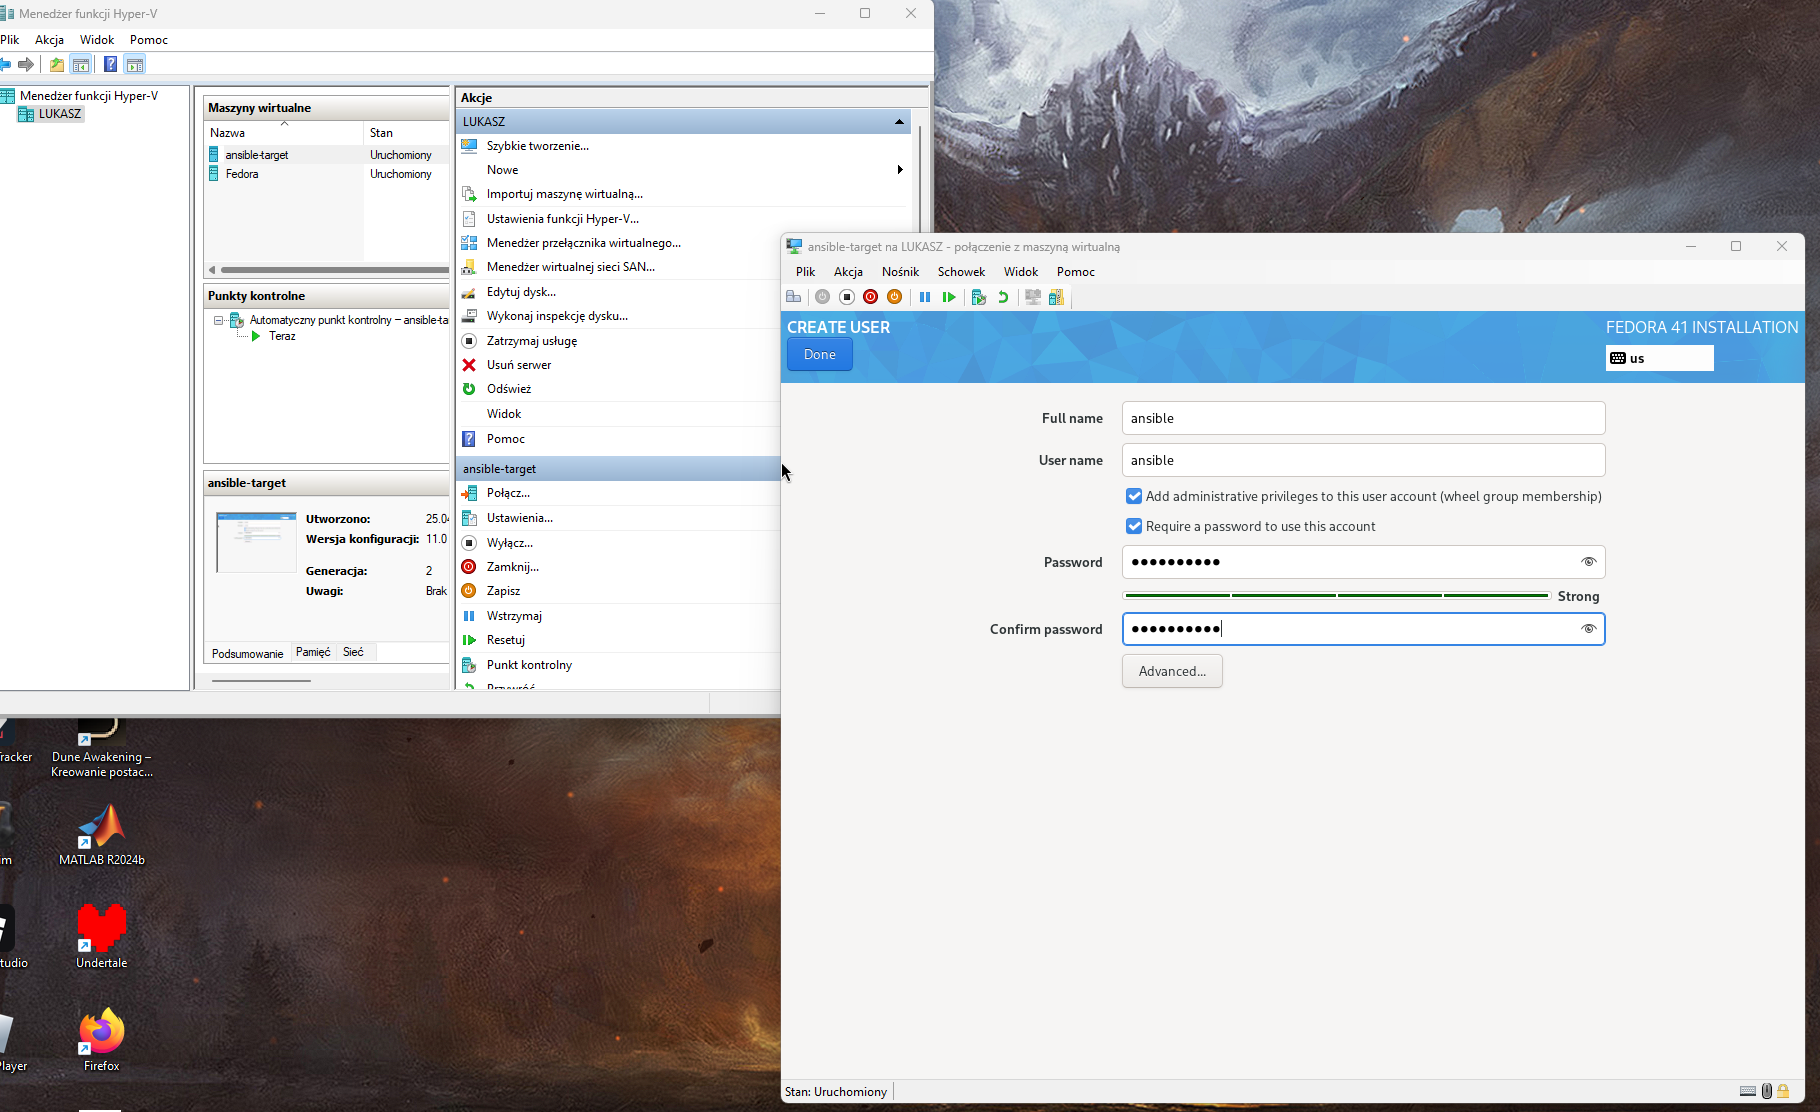 Menedżer funkcji Hyper-V
Plik Akcja Widok Pomoc
Menedżer funkcji Hyper-V
LUKASZ
Maszyny wirtualne
Nazwa Stan
ansible-target Uruchomiony
Fedora Uruchomiony
Punkty kontrolne
Automatyczny punkt kontrolny – ansible-ta
Teraz
ansible-target
Utworzono: 25.04
Wersja konfiguracji: 11.0
Generacja: 2
Uwagi: Brak
Podsumowanie Pamięć Sieć
Akcje
LUKASZ
Szybkie tworzenie...
Nowe
Importuj maszynę wirtualną...
Ustawienia funkcji Hyper-V...
Menedżer przełącznika wirtualnego...
Menedżer wirtualnej sieci SAN...
Edytuj dysk...
Wykonaj inspekcję dysku...
Zatrzymaj usługę
Usuń serwer
Odśwież
Widok
Pomoc
ansible-target
Połącz...
Ustawienia...
Wyłącz...
Zamknij...
Zapisz
Wstrzymaj
Resetuj
Punkt kontrolny
Przywróć
ansible-target na LUKASZ - połączenie z maszyną wirtualną
Plik Akcja Nośnik Schowek Widok Pomoc
CREATE USER
FEDORA 41 INSTALLATION
Done
us
Full name ansible
User name ansible
Add administrative privileges to this user account (wheel group membership)
Require a password to use this account
Password ●●●●●●●●●●
Strong
Confirm password ●●●●●●●●●●
Advanced...
Stan: Uruchomiony
racker
Dune Awakening –
Kreowanie postac...
im
MATLAB R2024b
tudio
Undertale
Player
Firefox